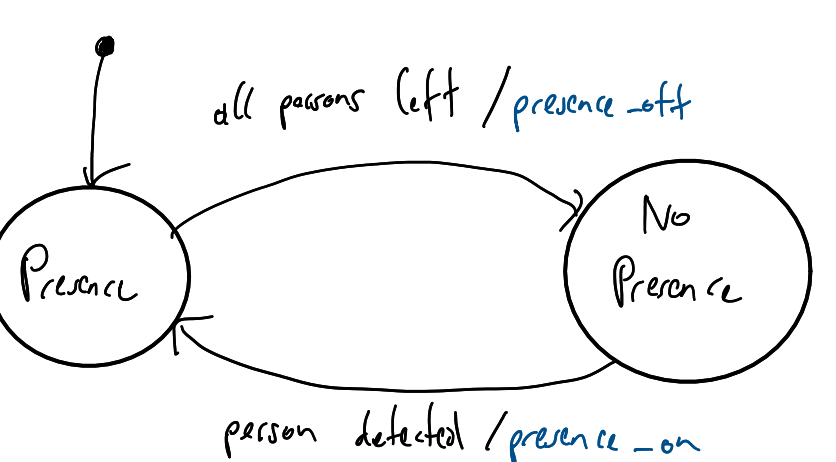 all persons left / presence_off
Presence
No
Presence
person detected / presence_on